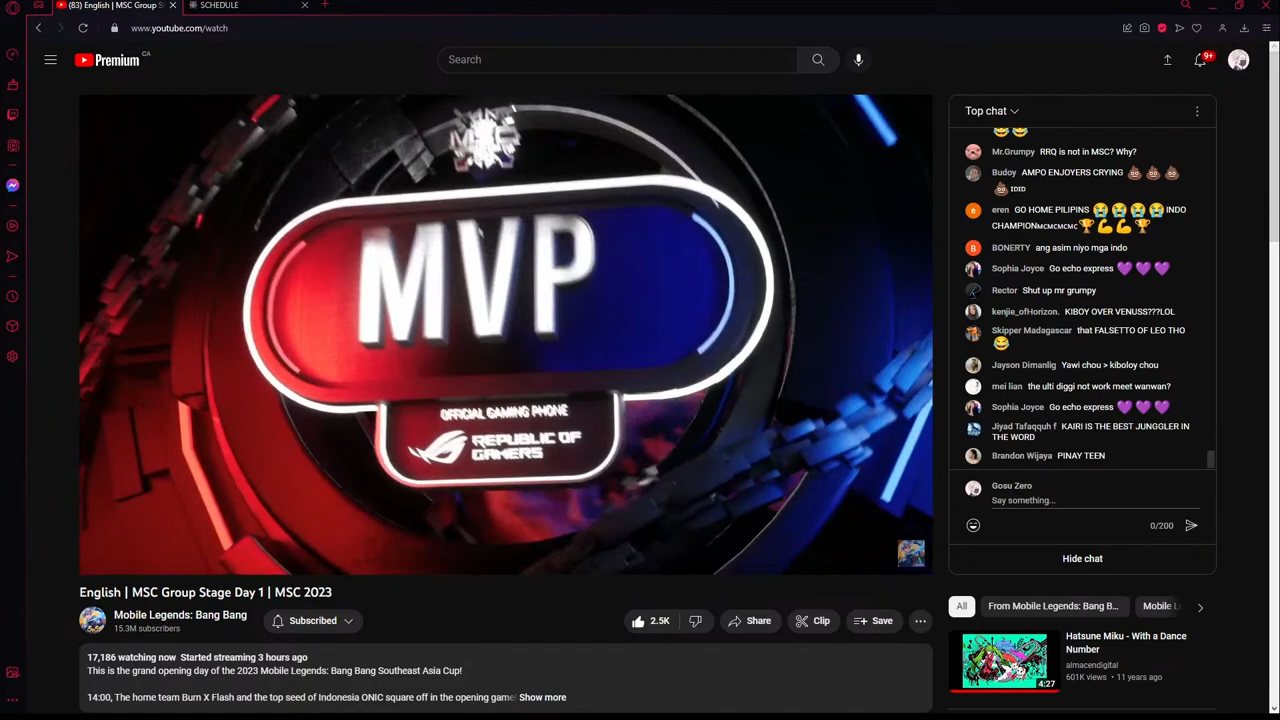 (83) English | MSC Group S
SCHEDULE
www.youtube.com/watch
Premium CA
Search
9+
MSC
MVP
OFFICIAL GAMING PHONE
REPUBLIC OF
GAMERS
Top chat
Mr.Grumpy RRQ is not in MSC? Why?
Budoy AMPO ENJOYERS CRYING 💩 💩 💩
💩 IDID
eren GO HOME PILIPINS 😭 😭 😭 😭 INDO
CHAMPIONMCMCMCMC 🏆 💪 💪 🏆
BONERTY ang asim niyo mga indo
Sophia Joyce Go echo express 💜 💜 💜
Rector Shut up mr grumpy
kenjie_ofHorizon. KIBOY OVER VENUSS???LOL
Skipper Madagascar that FALSETTO OF LEO THO
😂
Jayson Dimanlig Yawi chou > kiboloy chou
mei lian the ulti diggi not work meet wanwan?
Sophia Joyce Go echo express 💜 💜 💜
Jiyad Tafaqquh f KAIRI IS THE BEST JUNGGLER IN
THE WORD
Brandon Wijaya PINAY TEEN
Gosu Zero
Say something...
0/200
Hide chat
English | MSC Group Stage Day 1 | MSC 2023
Mobile Legends: Bang Bang
15.3M subscribers
Subscribed
2.5K
Share
Clip
Save
17,186 watching now Started streaming 3 hours ago
This is the grand opening day of the 2023 Mobile Legends: Bang Bang Southeast Asia Cup!
14:00, The home team Burn X Flash and the top seed of Indonesia ONIC square off in the opening game Show more
All
From Mobile Legends: Bang B...
Mobile Le
Hatsune Miku - With a Dance
Number
almacendigital
601K views • 11 years ago
4:27